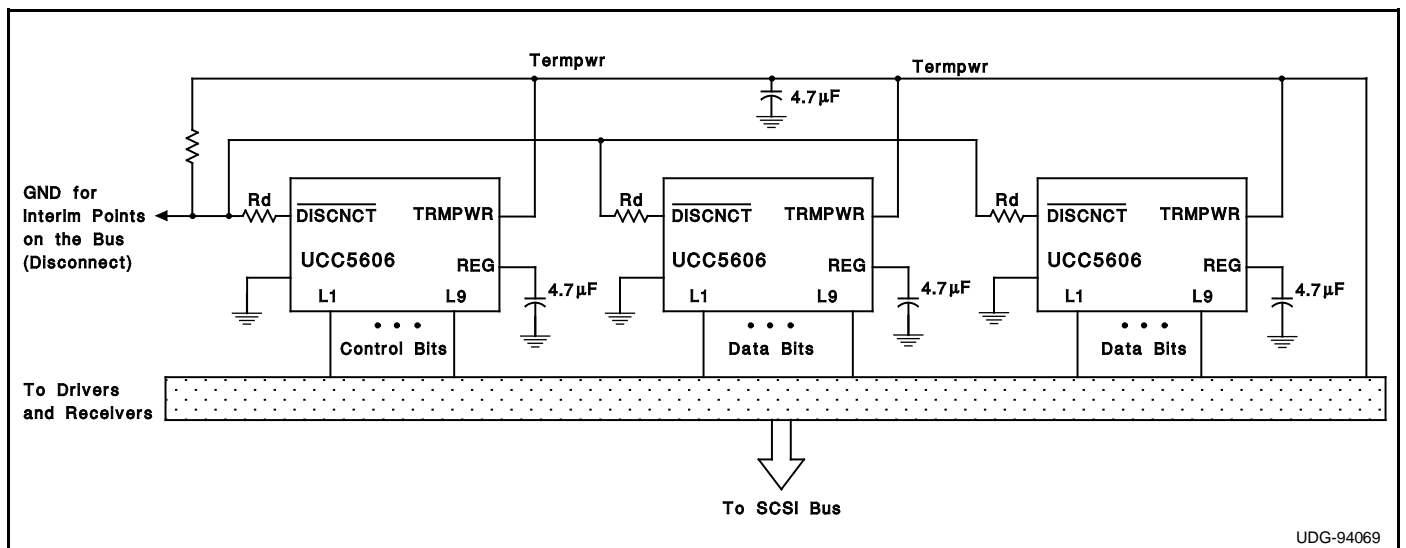 Termpwr
Termpwr
4.7µF
GND for
Interim Points
on the Bus
(Disconnect)
Rd
DISCNCT
TRMPWR
UCC5606
REG
L1
L9
4.7µF
• • •
Control Bits
Rd
DISCNCT
TRMPWR
UCC5606
REG
L1
L9
4.7µF
• • •
Data Bits
Rd
DISCNCT
TRMPWR
UCC5606
REG
L1
L9
4.7µF
• • •
Data Bits
To Drivers
and Receivers
To SCSI Bus
UDG-94069